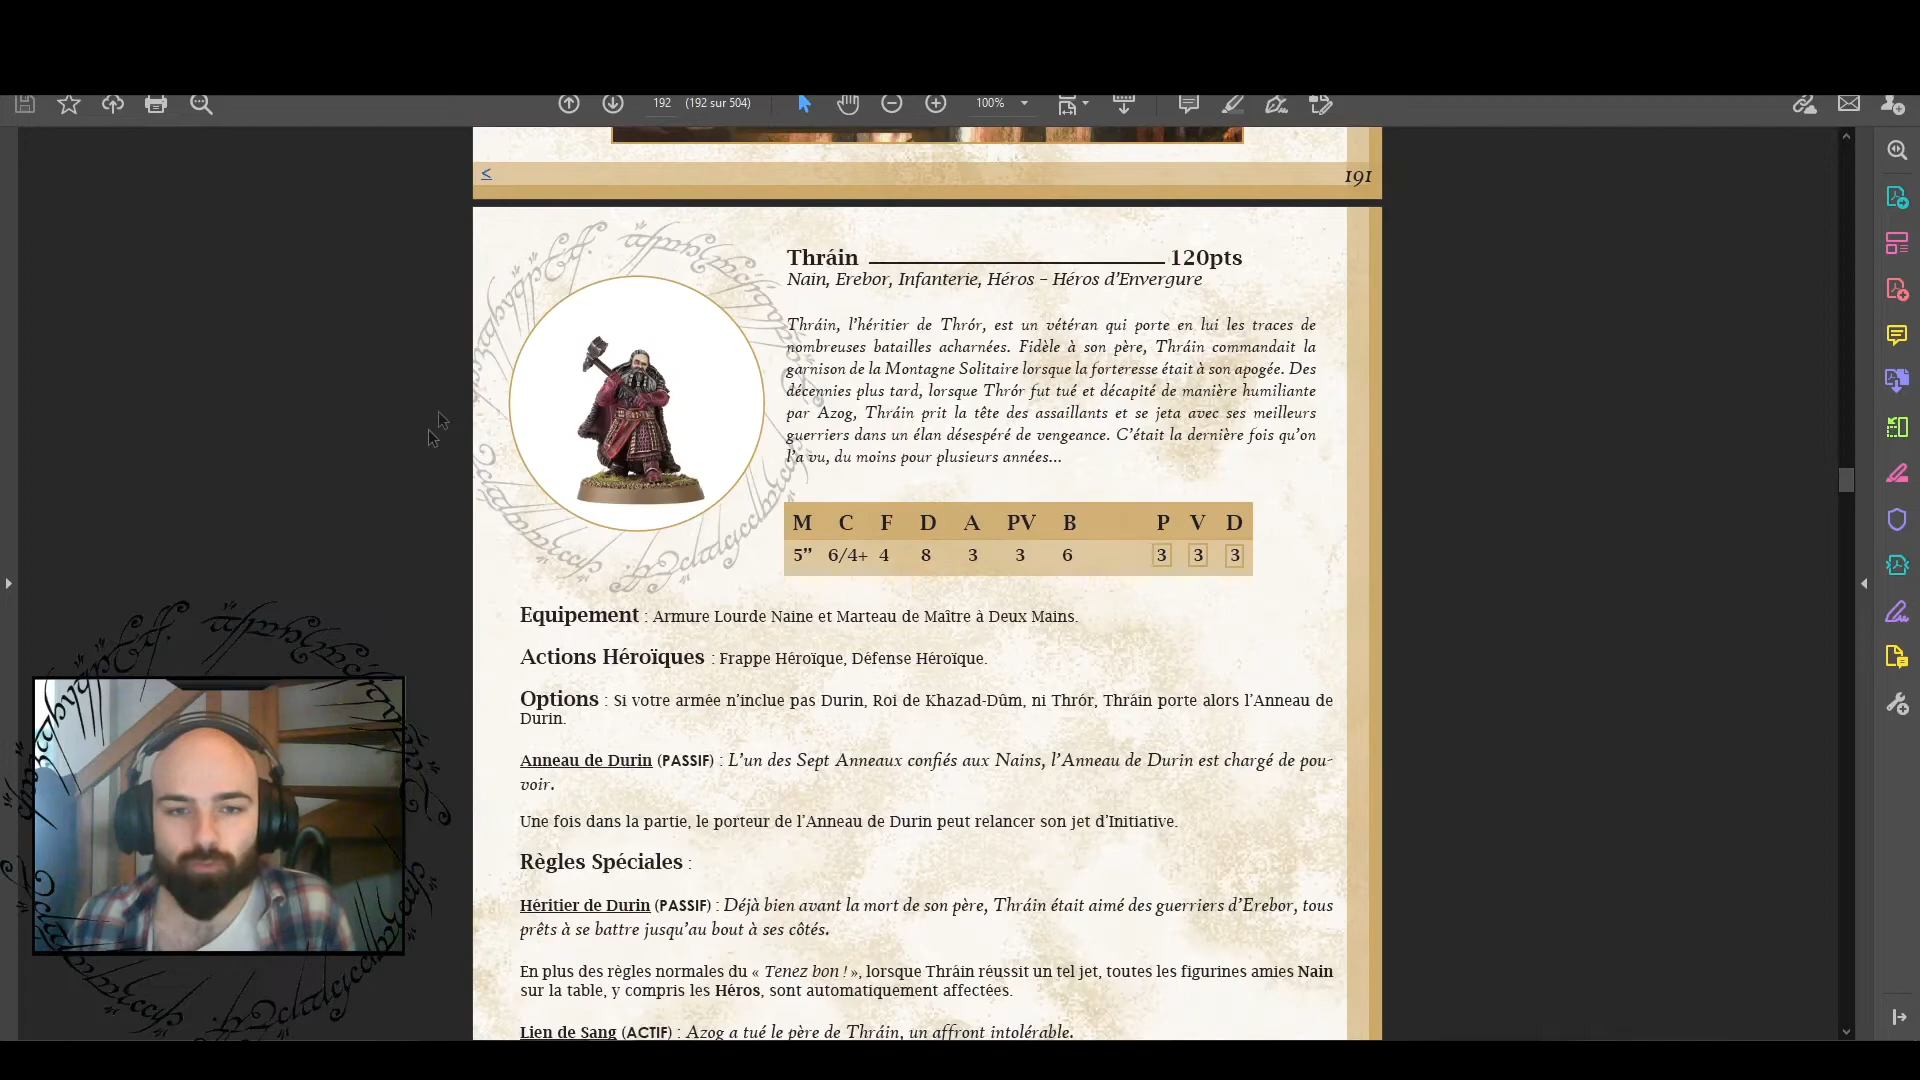 192 (192 sur 504) 100%
<
191
Thráin 120pts
Nain, Erebor, Infanterie, Héros – Héros d'Envergure
Thráin, l'héritier de Thrór, est un vétéran qui porte en lui les traces de
nombreuses batailles acharnées. Fidèle à son père, Thráin commandait la
garnison de la Montagne Solitaire lorsque la forteresse était à son apogée. Des
décennies plus tard, lorsque Thrór fut tué et décapité de manière humiliante
par Azog, Thráin prit la tête des assaillants et se jeta avec ses meilleurs
guerriers dans un élan désespéré de vengeance. C'était la dernière fois qu'on
l'a vu, du moins pour plusieurs années...
M C F D A PV B P V D
5" 6/4+ 4 8 3 3 6 3 3 3
Equipement : Armure Lourde Naine et Marteau de Maître à Deux Mains.
Actions Héroïques : Frappe Héroïque, Défense Héroïque.
Options : Si votre armée n'inclue pas Durin, Roi de Khazad-Dûm, ni Thrór, Thráin porte alors l'Anneau de
Durin.
Anneau de Durin (PASSIF) : L'un des Sept Anneaux confiés aux Nains, l'Anneau de Durin est chargé de pou-
voir.
Une fois dans la partie, le porteur de l'Anneau de Durin peut relancer son jet d'Initiative.
Règles Spéciales :
Héritier de Durin (PASSIF) : Déjà bien avant la mort de son père, Thráin était aimé des guerriers d'Erebor, tous
prêts à se battre jusqu'au bout à ses côtés.
En plus des règles normales du « Tenez bon ! », lorsque Thráin réussit un tel jet, toutes les figurines amies Nain
sur la table, y compris les Héros, sont automatiquement affectées.
Lien de Sang (ACTIF) : Azog a tué le père de Thráin, un affront intolérable.